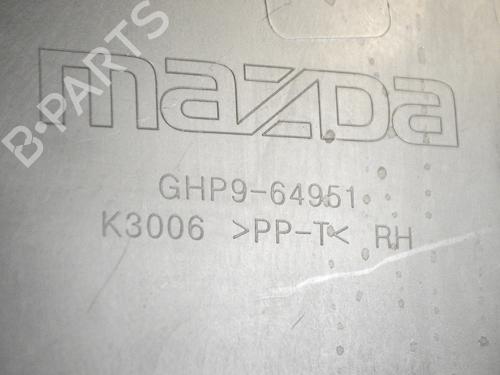 mazda
GHP9-64951
K3006 >PP-T< RH
B-PARTS